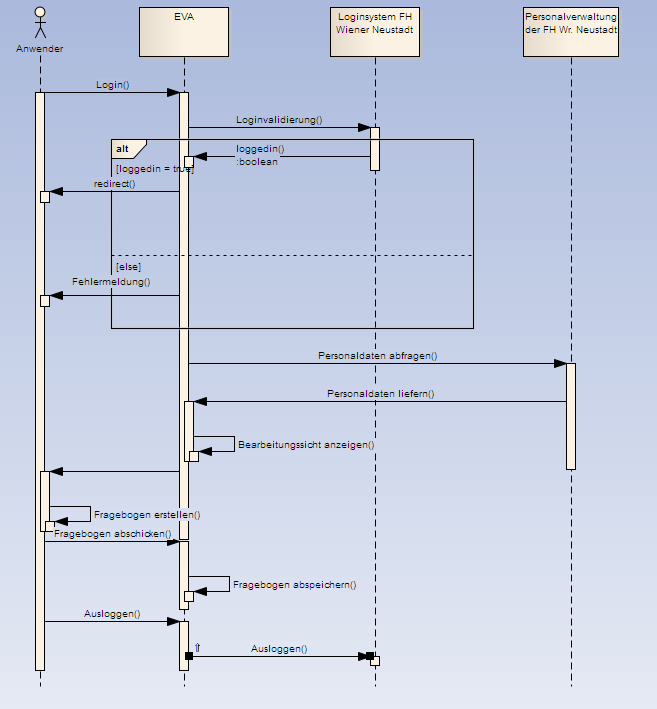 EVA
Loginsystem FH
Wiener Neustadt
Personalverwaltung
der FH Wr. Neustadt
Anwender
Login()
Loginvalidierung()
alt
loggedin()
:boolean
[loggedin = true]
redirect()
[else]
Fehlermeldung()
Personaldaten abfragen()
Personaldaten liefern()
Bearbeitungssicht anzeigen()
Fragebogen erstellen()
Fragebogen abschicken()
Fragebogen abspeichern()
Ausloggen()
⇑
Ausloggen()